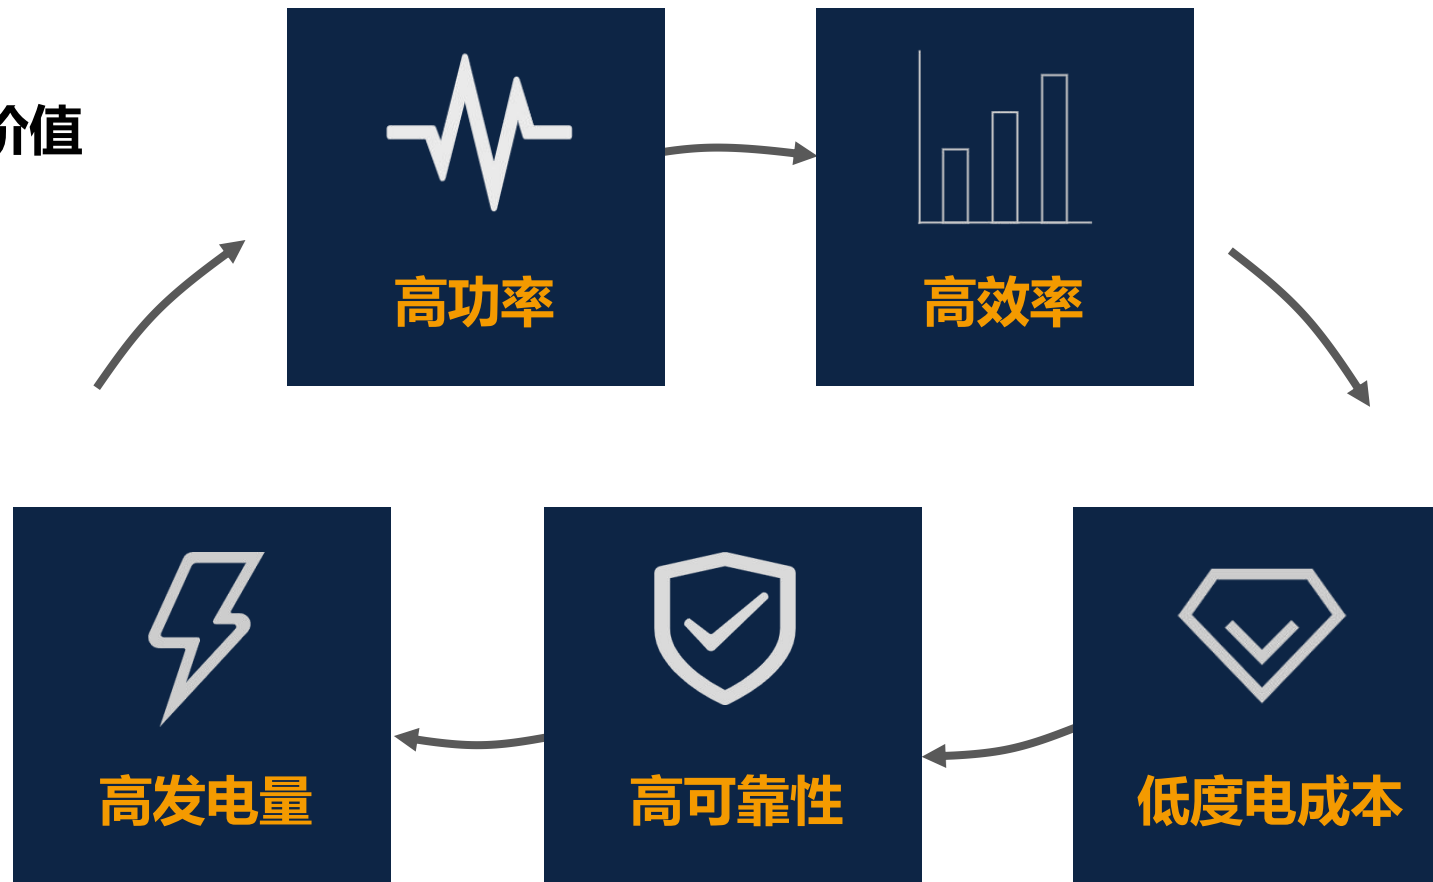 价值
高功率
高效率
高发电量
高可靠性
低度电成本